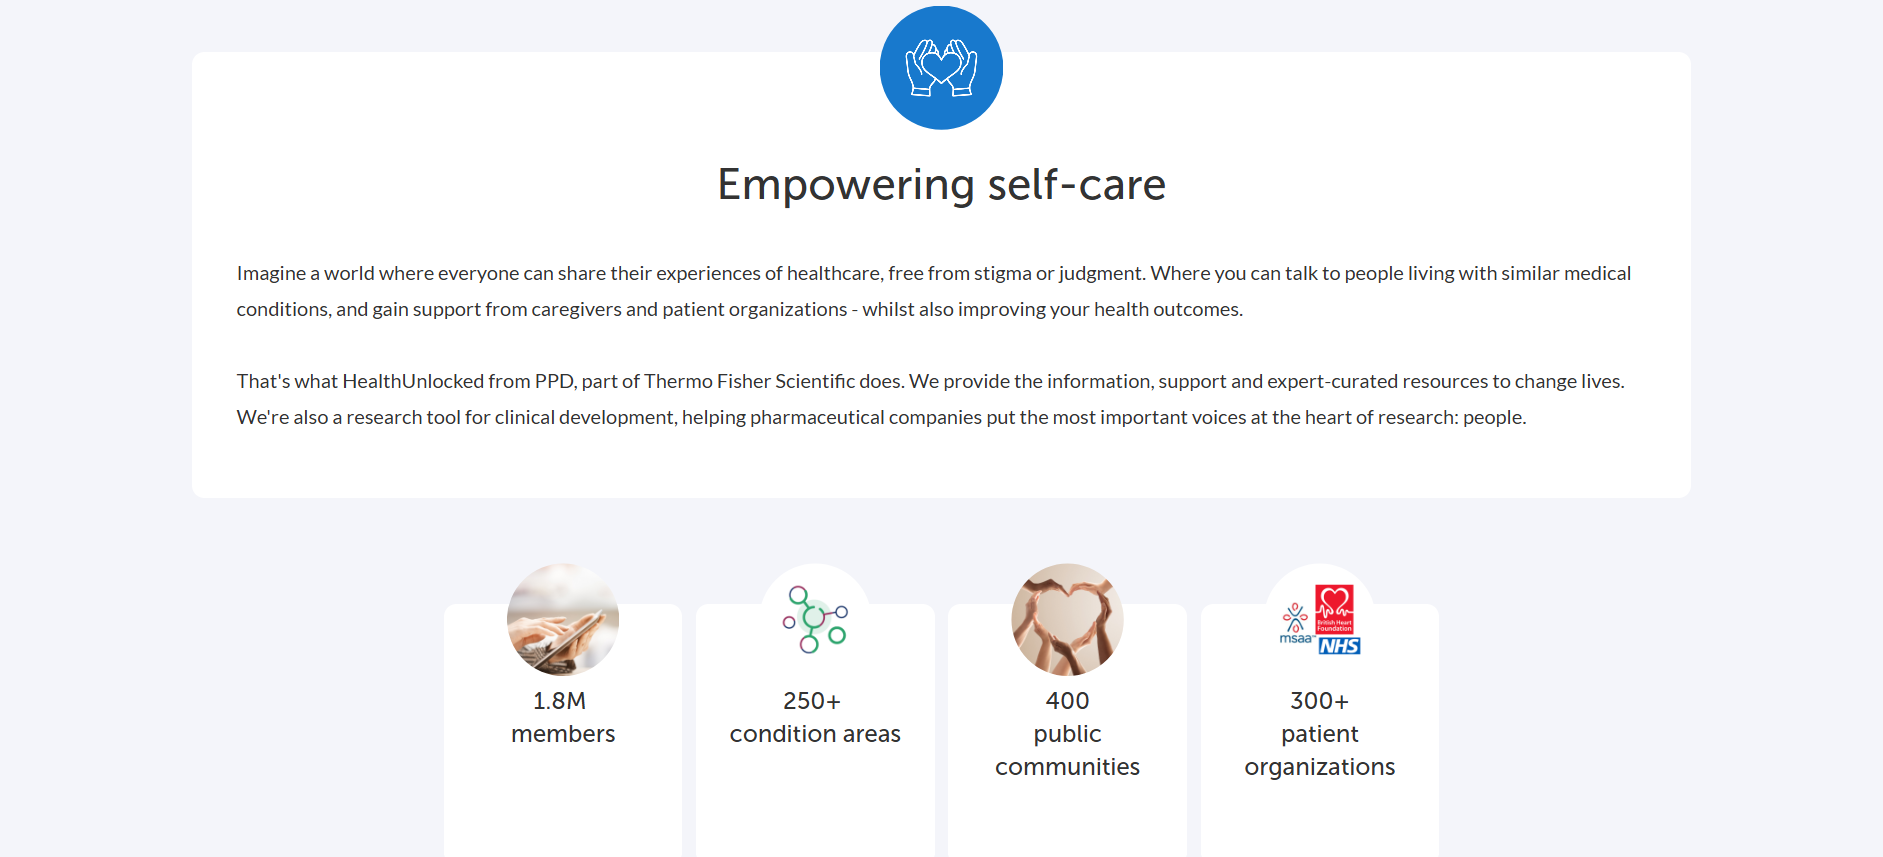 Empowering self-care
Imagine a world where everyone can share their experiences of healthcare, free from stigma or judgment. Where you can talk to people living with similar medical
conditions, and gain support from caregivers and patient organizations - whilst also improving your health outcomes.
That's what HealthUnlocked from PPD, part of Thermo Fisher Scientific does. We provide the information, support and expert-curated resources to change lives.
We're also a research tool for clinical development, helping pharmaceutical companies put the most important voices at the heart of research: people.
British Heart
Foundation
msaa™
NHS
1.8M
members
250+
condition areas
400
public
communities
300+
patient
organizations